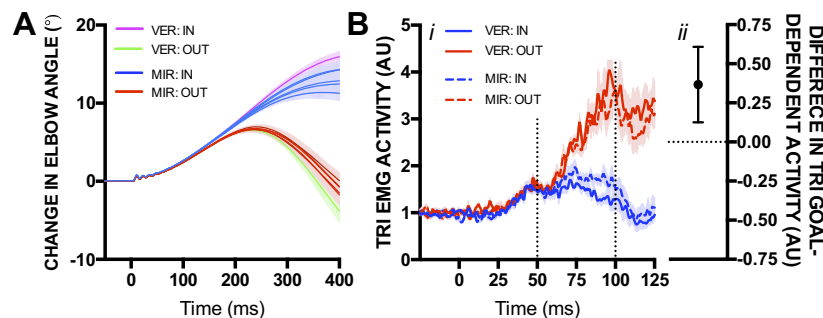 A
CHANGE IN ELBOW ANGLE (°)
20
10
0
-10
VER: IN
VER: OUT
MIR: IN
MIR: OUT
0
100
200
300
400
Time (ms)
B
i
TRI EMG ACTIVITY (AU)
5
4
3
2
1
0
VER: IN
VER: OUT
MIR: IN
MIR: OUT
0
25
50
75
100
125
Time (ms)
ii
0.75
0.50
0.25
0.00
-0.25
-0.50
-0.75
DIFFERECE IN TRI GOAL-
DEPENDENT ACTIVITY (AU)